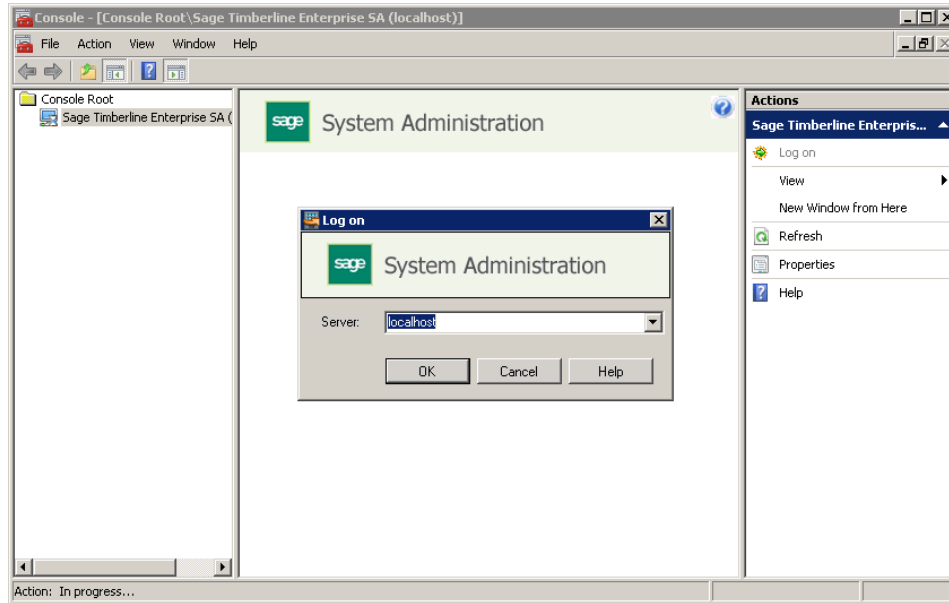 Console - [Console Root\Sage Timberline Enterprise SA (localhost)]
File Action View Window Help
Console Root
Sage Timberline Enterprise SA (
sage System Administration
Actions
Sage Timberline Enterpris...
Log on
View
New Window from Here
Refresh
Properties
Help
Log on
sage System Administration
Server: localhost
OK Cancel Help
Action: In progress...